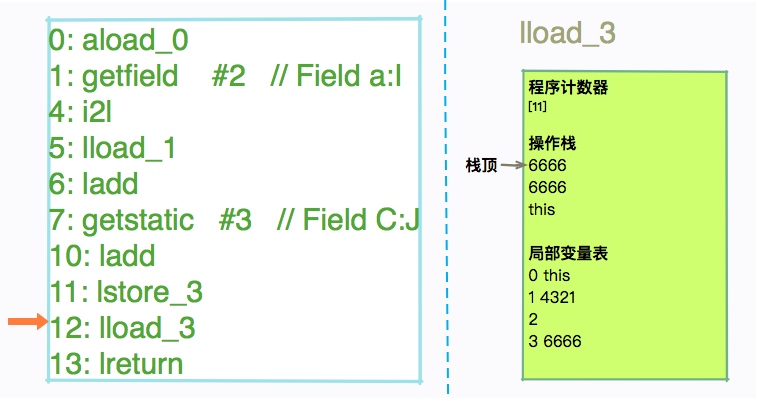 0: aload_0
1: getfield #2 // Field a:I
4: i2l
5: lload_1
6: ladd
7: getstatic #3 // Field C:J
10: ladd
11: lstore_3
12: lload_3
13: lreturn
lload_3
程序计数器
[11]
操作栈
栈顶
6666
6666
this
局部变量表
0 this
1 4321
2
3 6666